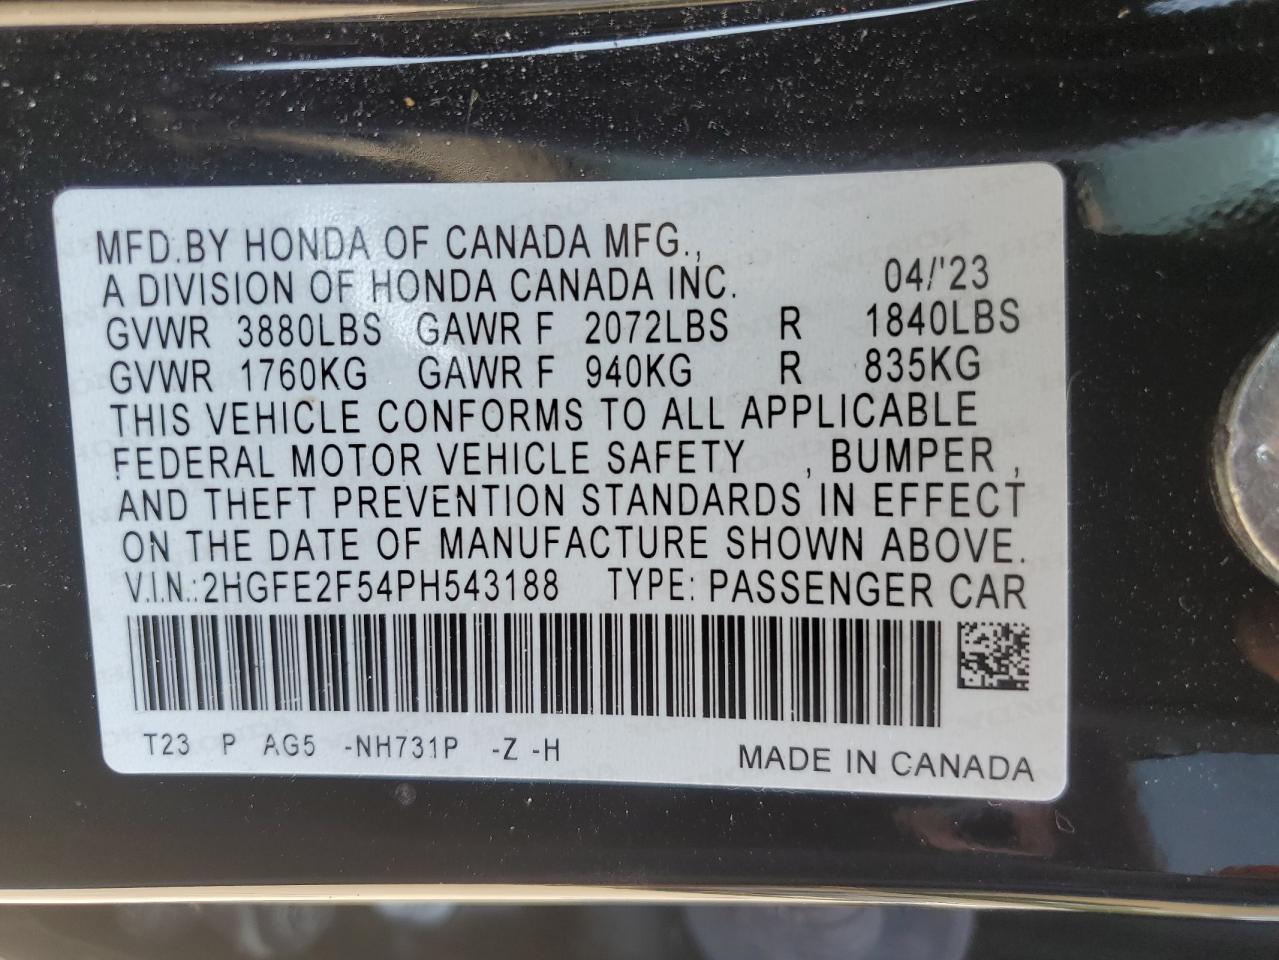 MFD.BY HONDA OF CANADA MFG.,
A DIVISION OF HONDA CANADA INC. 04/'23
GVWR 3880LBS GAWR F 2072LBS R 1840LBS
GVWR 1760KG GAWR F 940KG R 835KG
THIS VEHICLE CONFORMS TO ALL APPLICABLE
FEDERAL MOTOR VEHICLE SAFETY , BUMPER ,
AND THEFT PREVENTION STANDARDS IN EFFECT
ON THE DATE OF MANUFACTURE SHOWN ABOVE.
V.I.N.:2HGFE2F54PH543188 TYPE: PASSENGER CAR
T23 P AG5 -NH731P -Z -H MADE IN CANADA